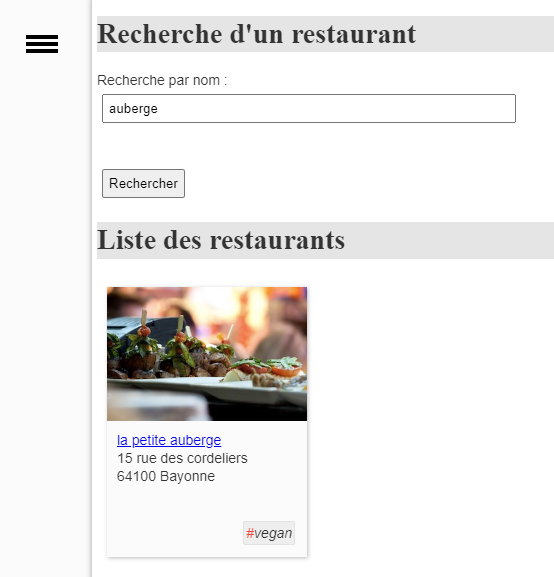 Recherche d'un restaurant
Recherche par nom :
auberge
Rechercher
Liste des restaurants
la petite auberge
15 rue des cordeliers
64100 Bayonne
#vegan